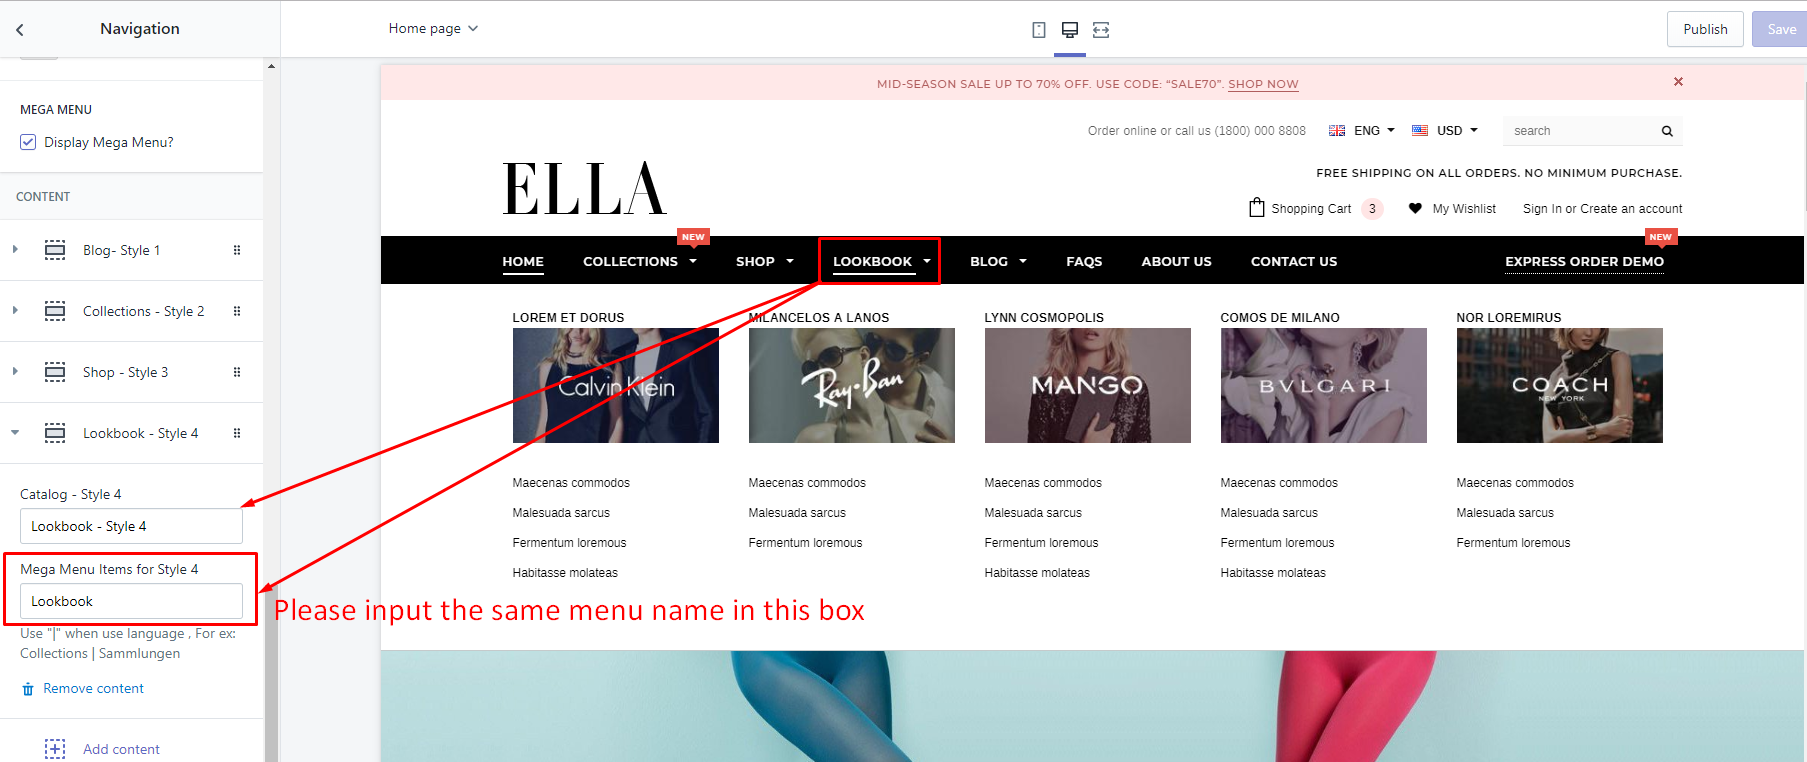 Navigation
Home page
Publish
Save
MEGA MENU
Display Mega Menu?
CONTENT
Blog- Style 1
Collections - Style 2
Shop - Style 3
Lookbook - Style 4
Catalog - Style 4
Lookbook - Style 4
Mega Menu Items for Style 4
Lookbook
Use "|" when use language , For ex:
Collections | Sammlungen
Remove content
Add content
Please input the same menu name in this box
MID-SEASON SALE UP TO 70% OFF. USE CODE: “SALE70”. SHOP NOW
Order online or call us (1800) 000 8808 ENG USD search
ELLA
FREE SHIPPING ON ALL ORDERS. NO MINIMUM PURCHASE.
Shopping Cart 3 My Wishlist Sign In or Create an account
NEW NEW
HOME COLLECTIONS SHOP LOOKBOOK BLOG FAQS ABOUT US CONTACT US EXPRESS ORDER DEMO
LOREM ET DORUS MILANCELOS A LANOS LYNN COSMOPOLIS COMOS DE MILANO NOR LOREMIRUS
Calvin Klein Ray-Ban MANGO BVLGARI COACH
NEW YORK
Maecenas commodos Maecenas commodos Maecenas commodos Maecenas commodos Maecenas commodos
Malesuada sarcus Malesuada sarcus Malesuada sarcus Malesuada sarcus Malesuada sarcus
Fermentum loremous Fermentum loremous Fermentum loremous Fermentum loremous Fermentum loremous
Habitasse molateas Habitasse molateas Habitasse molateas